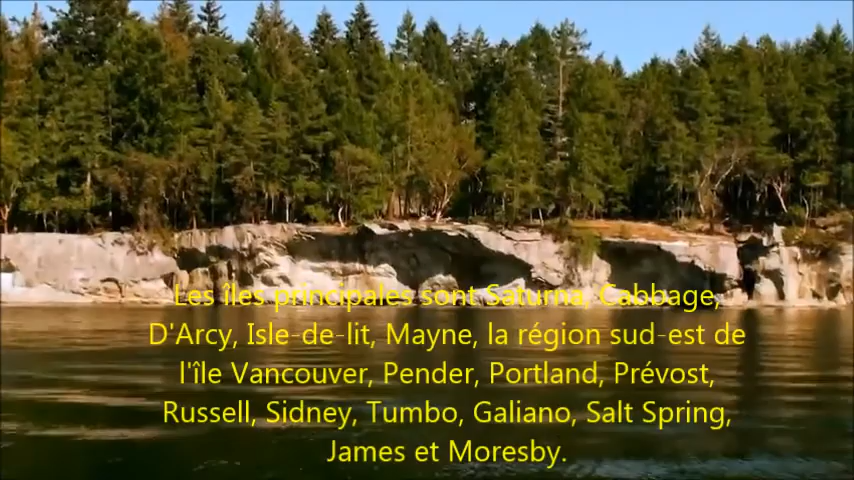 Les îles principales sont Saturna, Cabbage,
D'Arcy, Isle-de-lit, Mayne, la région sud-est de
l'île Vancouver, Pender, Portland, Prévost,
Russell, Sidney, Tumbo, Galiano, Salt Spring,
James et Moresby.